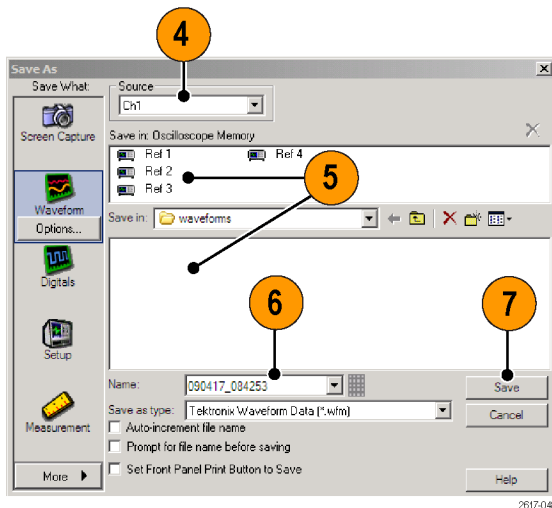 4
Save As
Save What:
Source
Ch1
Screen Capture
Save in: Oscilloscope Memory
Ref 1
Ref 4
Ref 2
Ref 3
5
Waveform
Options...
Save in:
waveforms
Digitals
Setup
6
7
Name:
090417_084253
Save
Save as type:
Tektronix Waveform Data (*.wfm)
Cancel
Measurement
Auto-increment file name
Prompt for file name before saving
Set Front Panel Print Button to Save
More
Help
2617-04